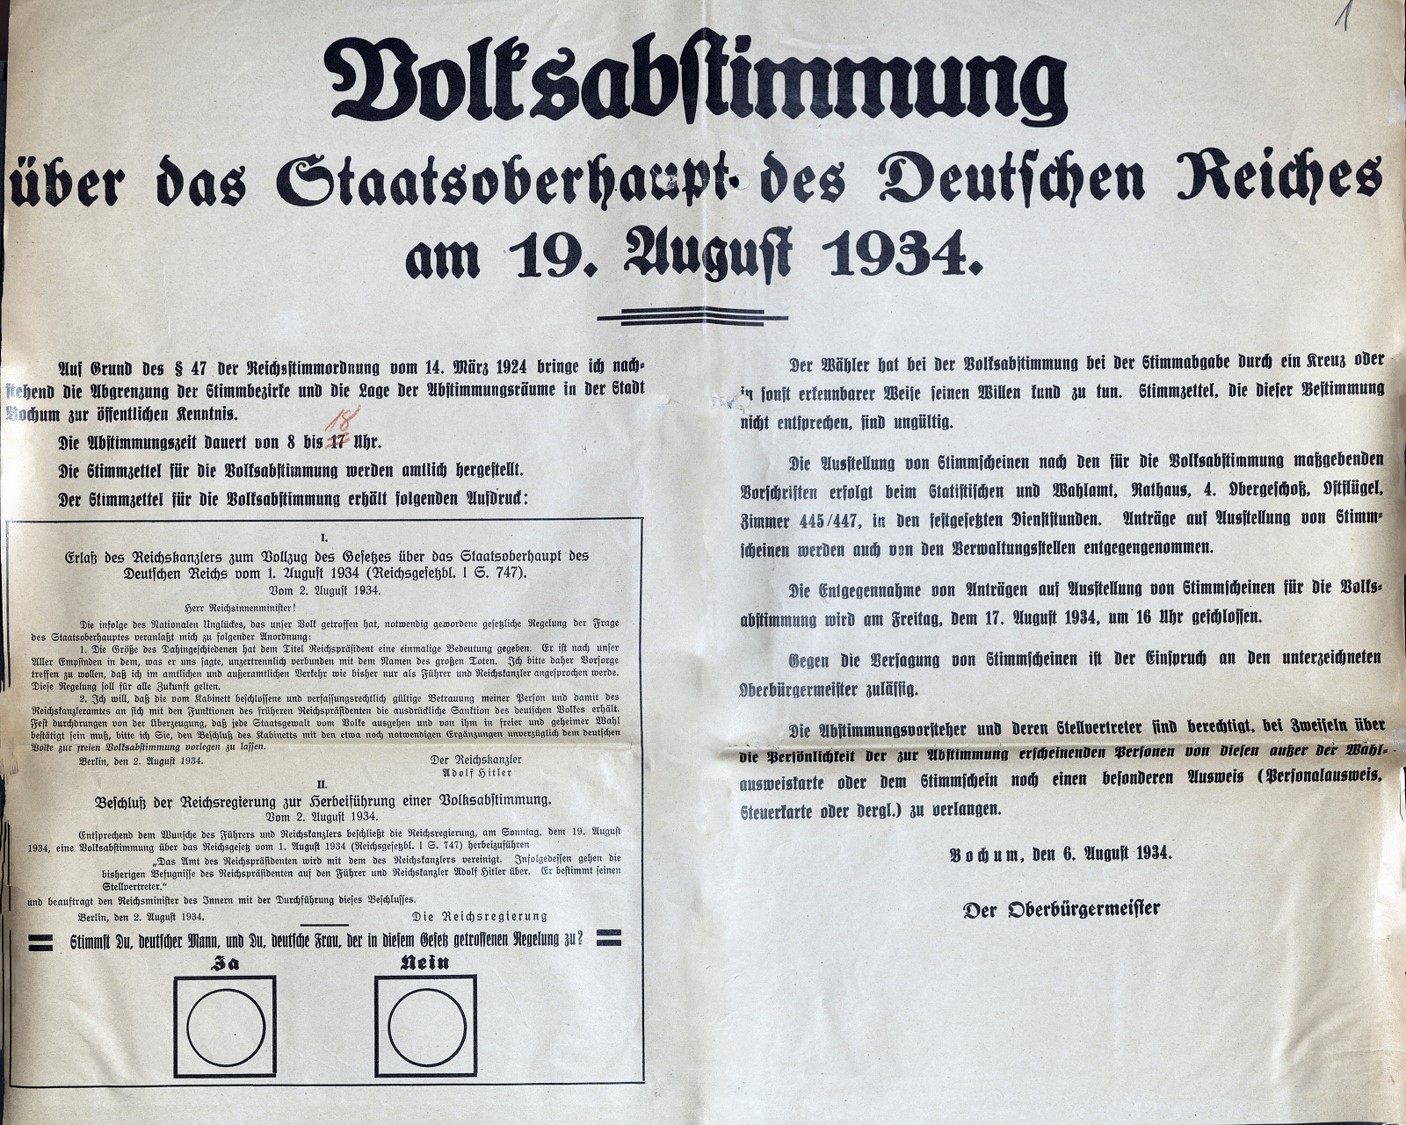 1
Volksabstimmung
über das Staatsoberhaupt des Deutschen Reiches
am 19. August 1934.
Auf Grund des § 47 der Reichsstimmordnung vom 14. März 1924 bringe ich nach-
stehend die Abgrenzung der Stimmbezirke und die Lage der Abstimmungsräume in der Stadt
Bochum zur öffentlichen Kenntnis.
18
Die Abstimmungszeit dauert von 8 bis 17 Uhr.
Die Stimmzettel für die Volksabstimmung werden amtlich hergestellt.
Der Stimmzettel für die Volksabstimmung erhält folgenden Aufdruck:
I.
Erlaß des Reichskanzlers zum Vollzug des Gesetzes über das Staatsoberhaupt des
Deutschen Reichs vom 1. August 1934 (Reichsgesetzbl. I S. 747).
Vom 2. August 1934.
Herr Reichsinnenminister!
Die infolge des Nationalen Unglückes, das unser Volk getroffen hat, notwendig gewordene gesetzliche Regelung der Frage
des Staatsoberhauptes veranlaßt mich zu folgender Anordnung:
1. Die Größe des Dahingeschiedenen hat dem Titel Reichspräsident eine einmalige Bedeutung gegeben. Er ist nach unser
Aller Empfinden in dem, was er uns sagte, unzertrennlich verbunden mit dem Namen des großen Toten. Ich bitte daher Vorsorge
treffen zu wollen, daß ich im amtlichen und außeramtlichen Verkehr wie bisher nur als Führer und Reichskanzler angesprochen werde.
Diese Regelung soll für alle Zukunft gelten.
2. Ich will, daß die vom Kabinett beschlossene und verfassungsrechtlich gültige Betrauung meiner Person und damit des
Reichskanzleramtes an sich mit den Funktionen des früheren Reichspräsidenten die ausdrückliche Sanktion des deutschen Volkes erhält.
Fest durchdrungen von der Überzeugung, daß jede Staatsgewalt vom Volke ausgehen und von ihm in freier und geheimer Wahl
bestätigt sein muß, bitte ich Sie, den Beschluß des Kabinetts mit den etwa noch notwendigen Ergänzungen unverzüglich dem deutschen
Volke zur freien Volksabstimmung vorlegen zu lassen.
Berlin, den 2. August 1934. Der Reichskanzler
Adolf Hitler
II.
Beschluß der Reichsregierung zur Herbeiführung einer Volksabstimmung.
Vom 2. August 1934.
Entsprechend dem Wunsche des Führers und Reichskanzlers beschließt die Reichsregierung, am Sonntag, dem 19. August
1934, eine Volksabstimmung über das Reichsgesetz vom 1. August 1934 (Reichsgesetzbl. I S. 747) herbeizuführen
„Das Amt des Reichspräsidenten wird mit dem des Reichskanzlers vereinigt. Infolgedessen gehen die
bisherigen Befugnisse des Reichspräsidenten auf den Führer und Reichskanzler Adolf Hitler über. Er bestimmt seinen
Stellvertreter.“
und beauftragt den Reichsminister des Innern mit der Durchführung dieses Beschlusses.
Berlin, den 2. August 1934. Die Reichsregierung
Stimmst Du, deutscher Mann, und Du, deutsche Frau, der in diesem Gesetz getroffenen Regelung zu?
Ja Nein
Der Wähler hat bei der Volksabstimmung bei der Stimmabgabe durch ein Kreuz oder
in sonst erkennbarer Weise seinen Willen kund zu tun. Stimmzettel, die dieser Bestimmung
nicht entsprechen, sind ungültig.
Die Ausstellung von Stimmscheinen nach den für die Volksabstimmung maßgebenden
Vorschriften erfolgt beim Statistischen und Wahlamt, Rathaus, 4. Obergeschoß, Ostflügel,
Zimmer 445/447, in den festgesetzten Dienststunden. Anträge auf Ausstellung von Stimm-
scheinen werden auch von den Verwaltungsstellen entgegengenommen.
Die Entgegennahme von Anträgen auf Ausstellung von Stimmscheinen für die Volks-
abstimmung wird am Freitag, dem 17. August 1934, um 16 Uhr geschlossen.
Gegen die Versagung von Stimmscheinen ist der Einspruch an den unterzeichneten
Oberbürgermeister zulässig.
Die Abstimmungsvorsteher und deren Stellvertreter sind berechtigt, bei Zweifeln über
die Persönlichkeit der zur Abstimmung erscheinenden Personen von diesen außer der Wahl-
ausweiskarte oder dem Stimmschein noch einen besonderen Ausweis (Personalausweis,
Steuerkarte oder dergl.) zu verlangen.
Bochum, den 6. August 1934.
Der Oberbürgermeister